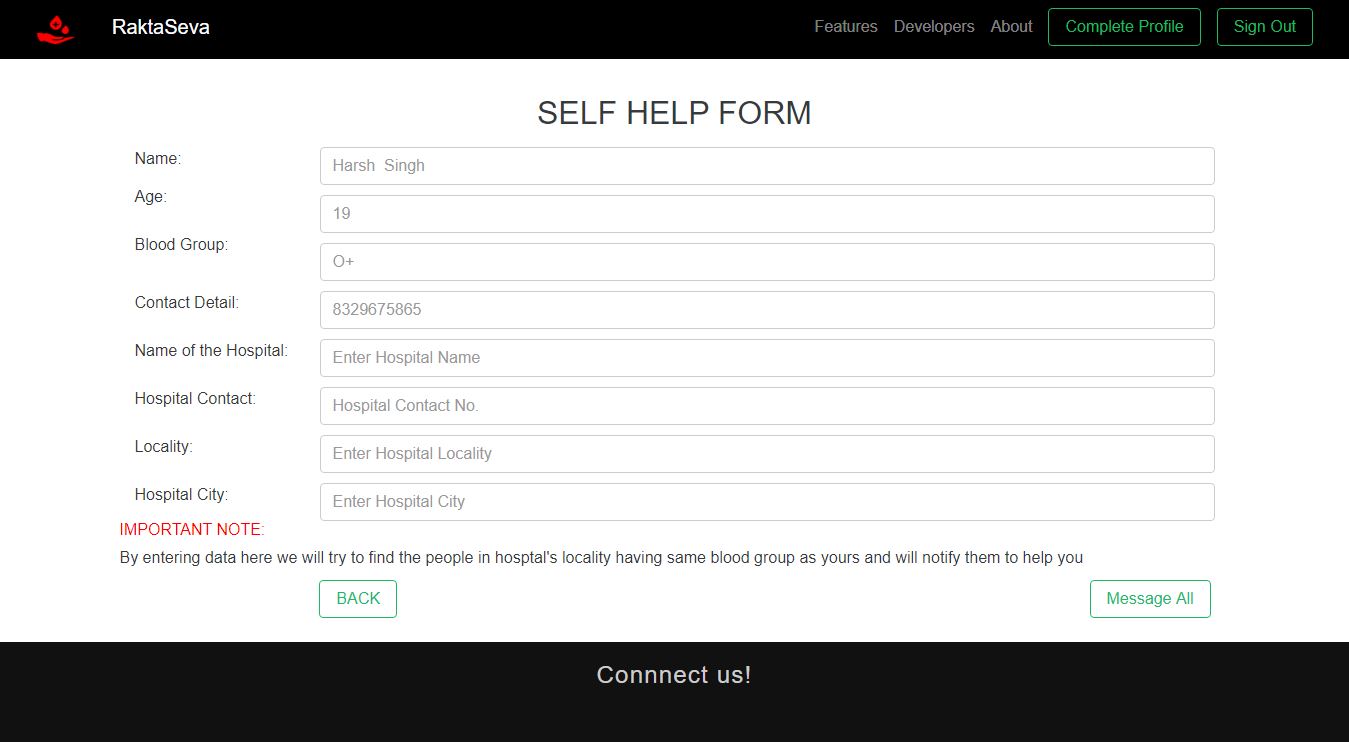 RaktaSeva Features Developers About Complete Profile Sign Out
SELF HELP FORM
Name: Harsh  Singh
Age: 19
Blood Group: O+
Contact Detail: 8329675865
Name of the Hospital: Enter Hospital Name
Hospital Contact: Hospital Contact No.
Locality: Enter Hospital Locality
Hospital City: Enter Hospital City
IMPORTANT NOTE:
By entering data here we will try to find the people in hosptal's locality having same blood group as yours and will notify them to help you
BACK Message All
Connnect us!